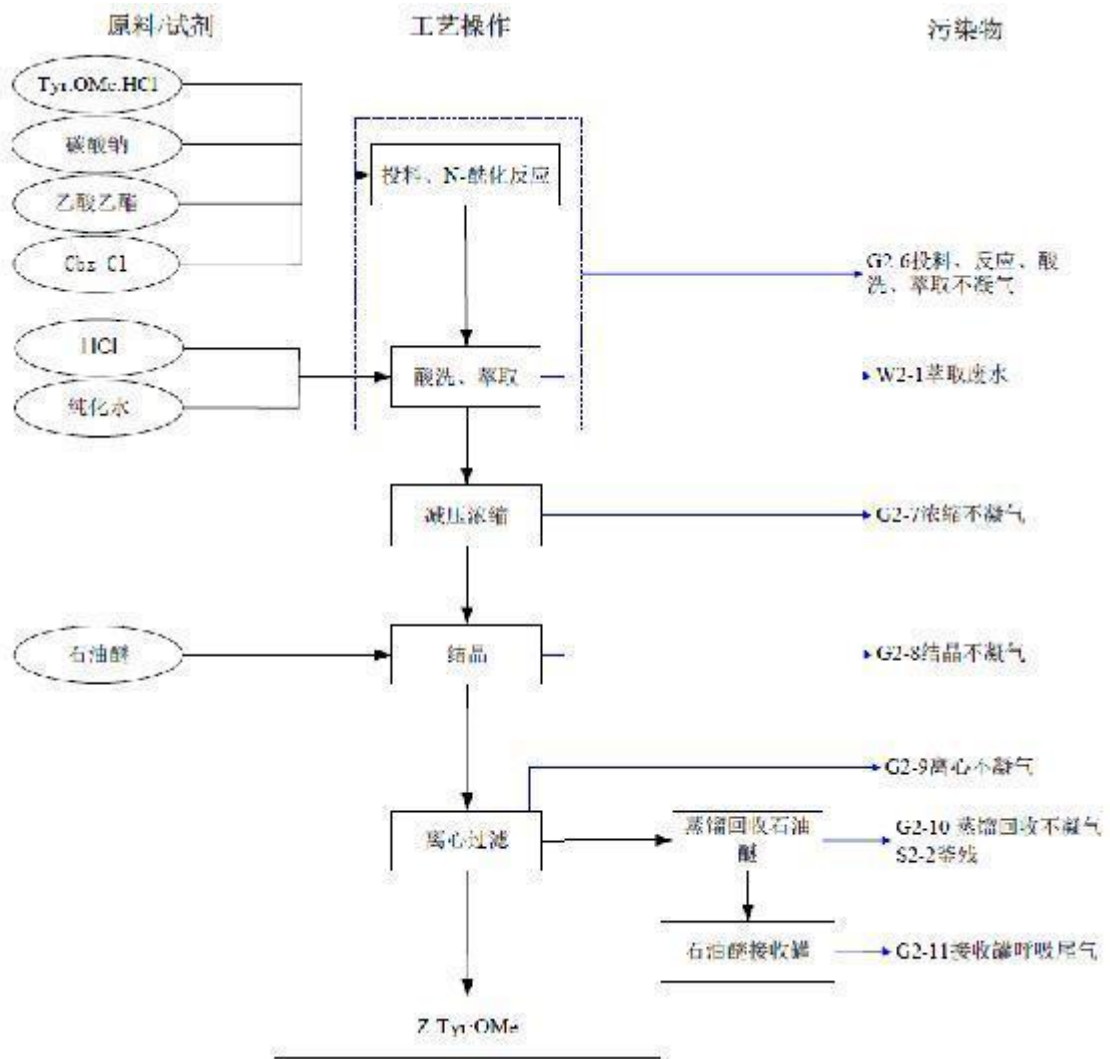 原料/试剂
工艺操作
污染物
Tyr.OMe.HCl
碳酸钠
乙酸乙酯
Cbz Cl
投料、N-酰化反应
G2-6投料、反应、酸
洗、萃取不凝气
HCl
纯化水
酸洗、萃取
W2-1萃取废水
减压浓缩
G2-7浓缩不凝气
石油醚
结晶
G2-8结晶不凝气
G2-9离心不凝气
离心过滤
蒸馏回收石油
醚
G2-10 蒸馏回收不凝气
S2-2釜残
石油醚接收罐
G2-11接收罐呼吸尾气
Z Tyr·OMe